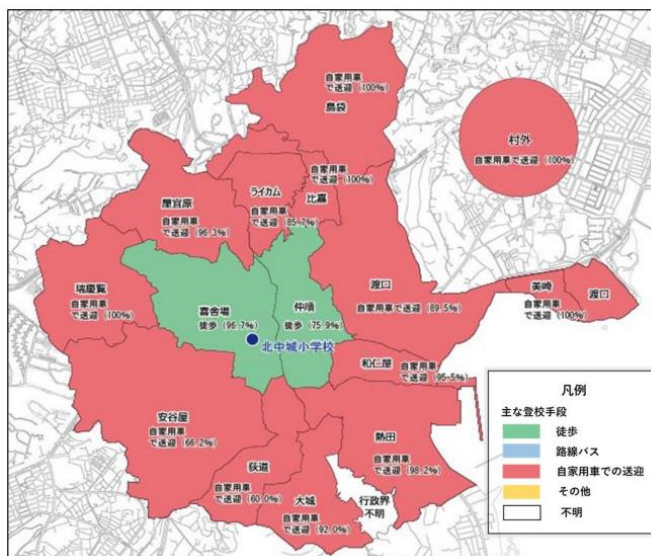 自家用車
で送迎（100%）
島袋
村外
自家用車で送迎（100%）
自家用車
で送迎（100%）
ライカム
比嘉
自家用車
で送迎（85.7%）
屋宜原
自家用車
で送迎（96.3%）
瑞慶覧
自家用車
で送迎（100%）
喜舎場
徒歩（96.7%）
仲順
徒歩（75.9%）
北中城小学校
渡口
自家用車で送迎（89.5%）
美崎
自家用車
で送迎（100%）
渡口
和仁屋
自家用車
で送迎（95.5%）
安谷屋
自家用車
で送迎（66.2%）
荻道
自家用車
で送迎（60.0%）
大城
自家用車
で送迎（92.0%）
熱田
自家用車
で送迎（98.2%）
行政界
不明
凡例
主な登校手段
徒歩
路線バス
自家用車での送迎
その他
不明